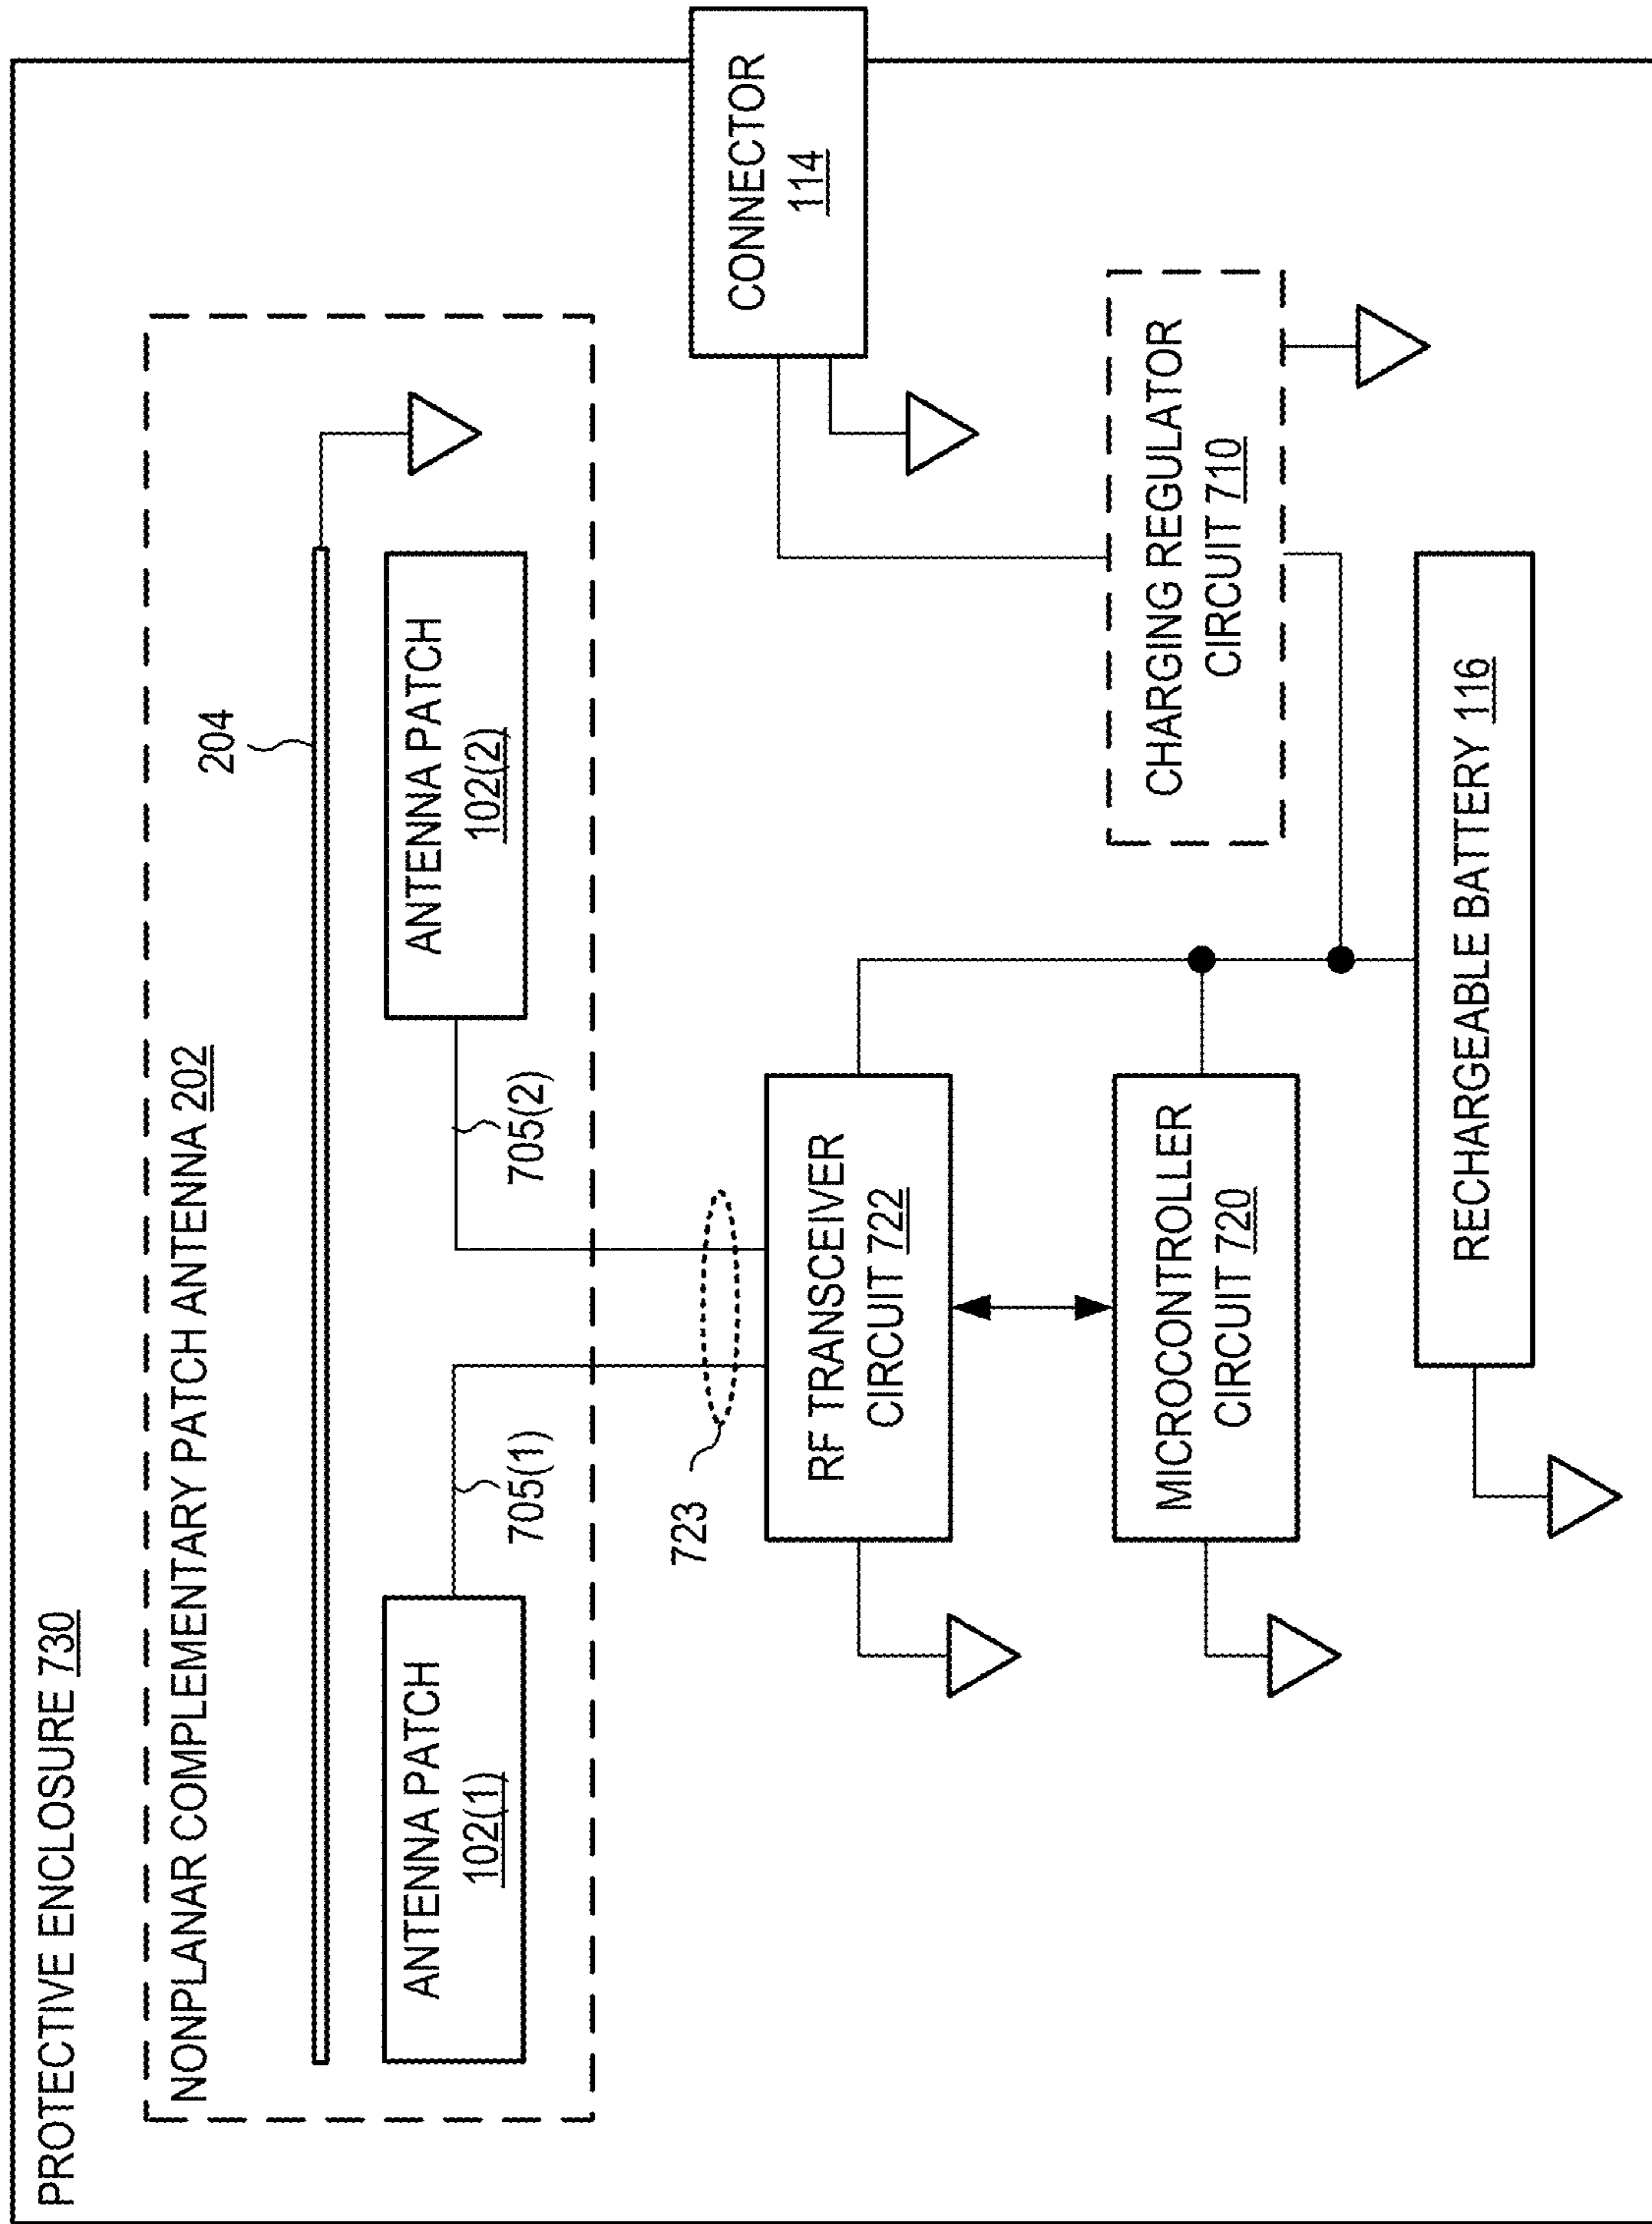 PROTECTIVE ENCLOSURE 730
NONPLANAR COMPLEMENTARY PATCH ANTENNA 202
204
ANTENNA PATCH
102(1)
ANTENNA PATCH
102(2)
705(1)
705(2)
723
CONNECTOR
114
RF TRANSCEIVER
CIRCUIT 722
MICROCONTROLLER
CIRCUIT 720
CHARGING REGULATOR
CIRCUIT 710
RECHARGEABLE BATTERY 116